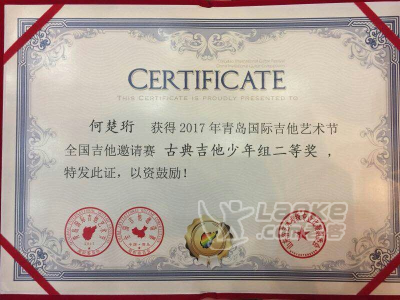 CERTIFICATE
THIS CERTIFICATE IS PROUDLY PRESENTED TO
何楚珩 获得2017年青岛国际吉他艺术节
全国吉他邀请赛 古典吉他少年组二等奖，
特发此证，以资鼓励！